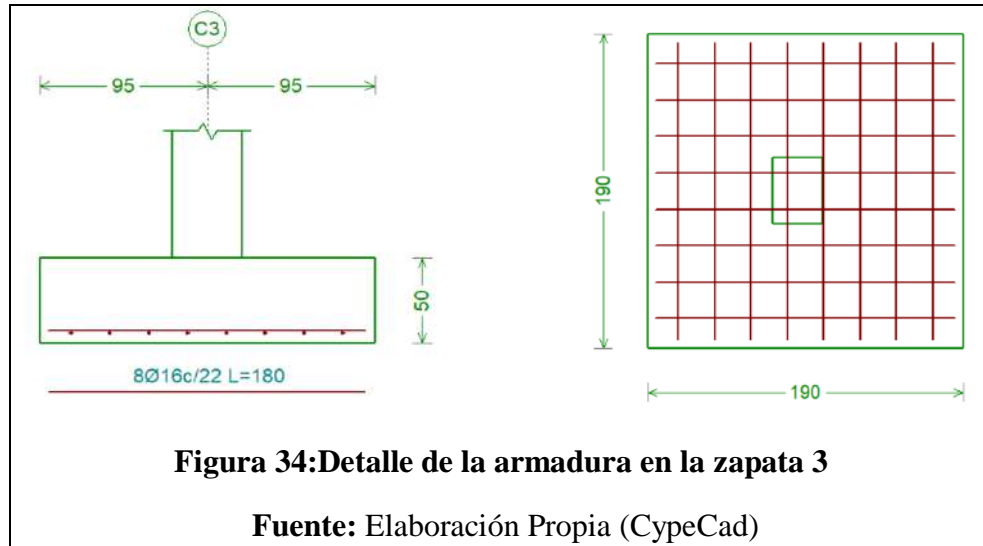 C3
95
95
190
50
8Ø16c/22 L=180
190
Figura 34:Detalle de la armadura en la zapata 3
Fuente: Elaboración Propia (CypeCad)